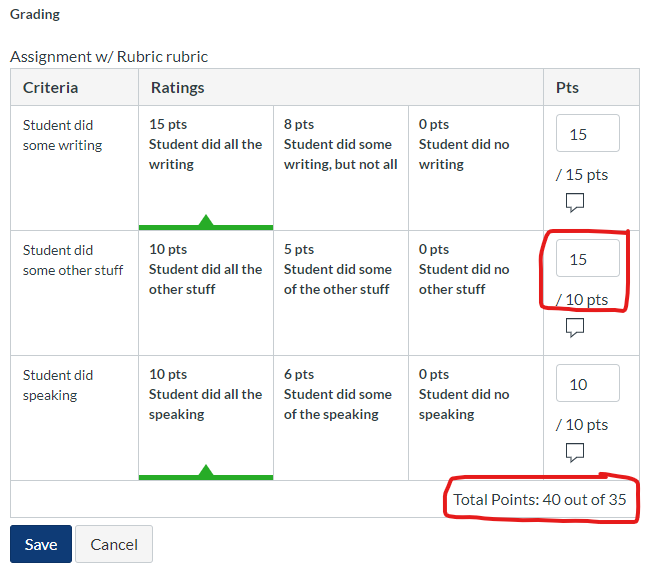 Grading
Assignment w/ Rubric rubric
Criteria
Ratings
Pts
Student did
some writing
15 pts
Student did all the
writing
8 pts
Student did some
writing, but not all
0 pts
Student did no
writing
15
/ 15 pts
Student did
some other stuff
10 pts
Student did all the
other stuff
5 pts
Student did some
of the other stuff
0 pts
Student did no
other stuff
15
/ 10 pts
Student did
speaking
10 pts
Student did all the
speaking
6 pts
Student did some
of the speaking
0 pts
Student did no
speaking
10
/ 10 pts
Total Points: 40 out of 35
Save
Cancel